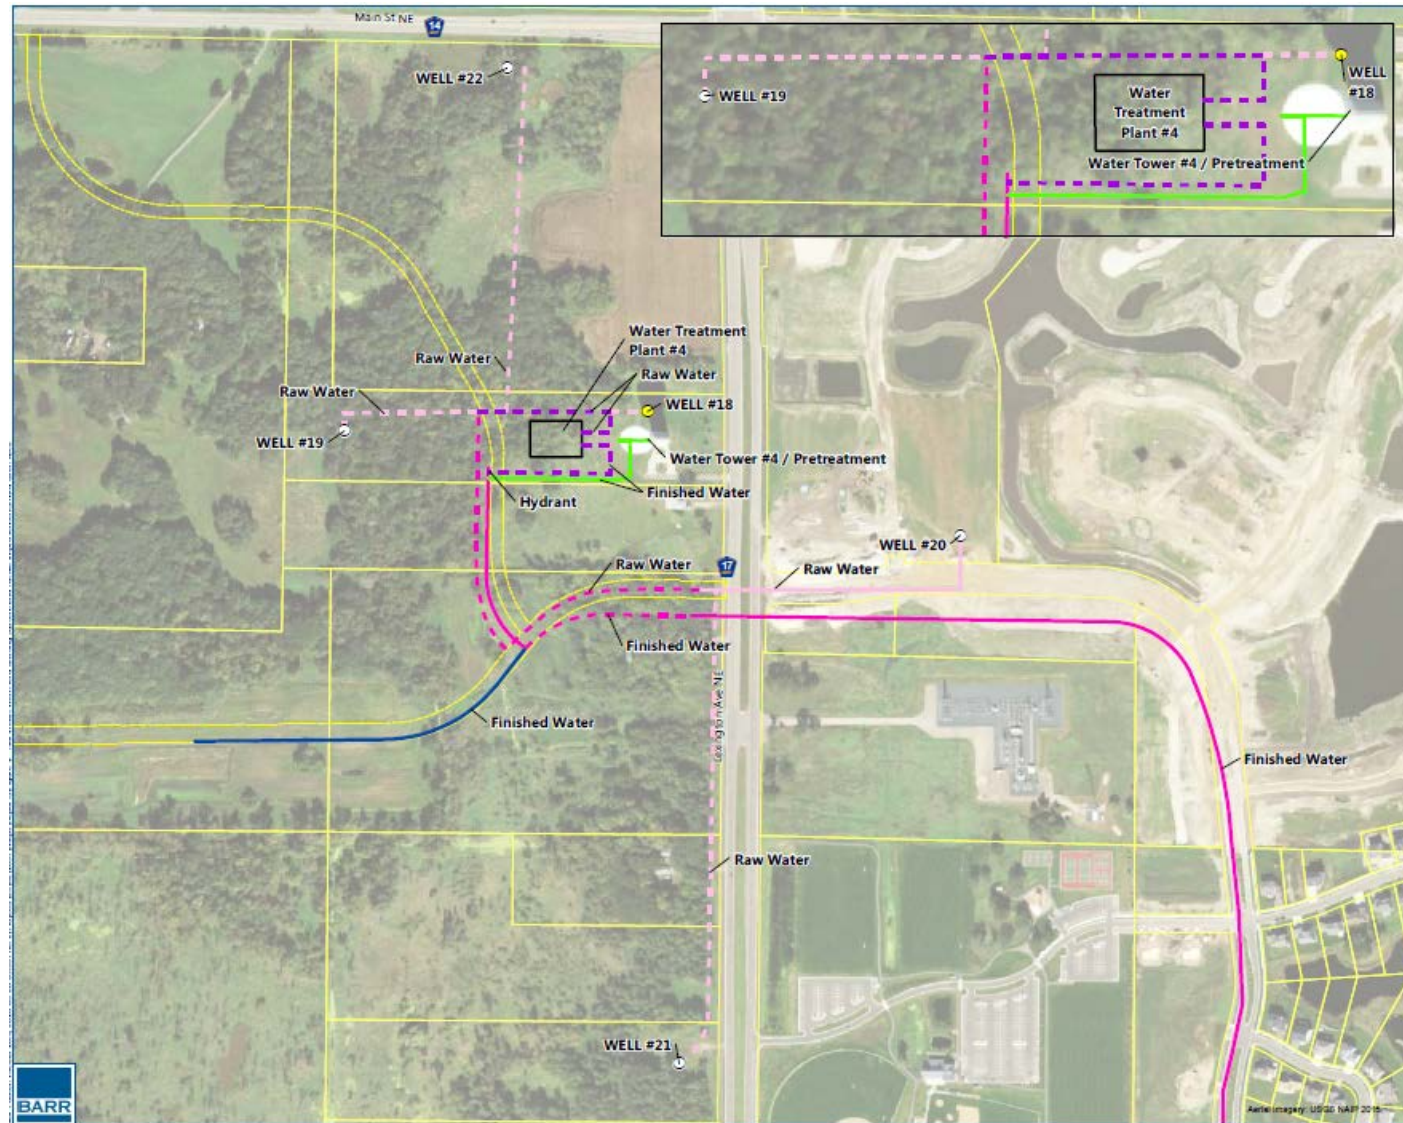 Main St NE
14
WELL #22
WELL #19
Water
Treatment
Plant #4
WELL
#18
Water Tower #4 / Pretreatment
Water Treatment
Plant #4
Raw Water
Raw Water
Raw Water
WELL #18
WELL #19
Water Tower #4 / Pretreatment
Finished Water
Hydrant
WELL #20
17
Raw Water
Raw Water
Finished Water
Lexington Ave NE
Finished Water
Finished Water
Raw Water
WELL #21
BARR
Aerial Imagery: USGS NAIP 2015